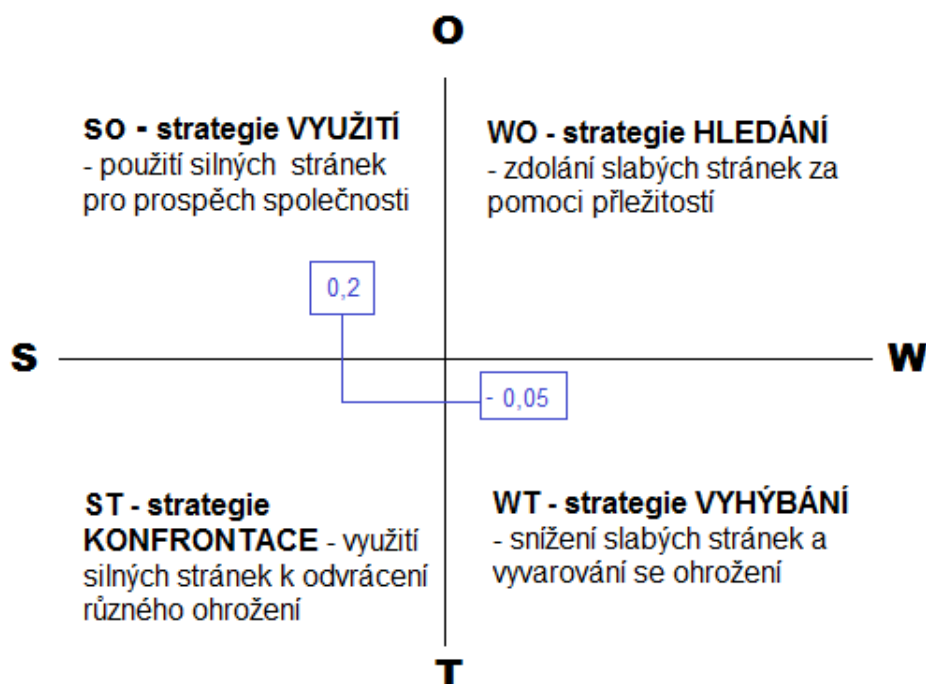 O
SO - strategie VYUŽITÍ
- použití silných stránek
pro prospěch společnosti
WO - strategie HLEDÁNÍ
- zdolání slabých stránek za
pomoci přležitostí
0,2
S
W
- 0,05
ST - strategie
KONFRONTACE - využití
silných stránek k odvrácení
různého ohrožení
WT - strategie VYHÝBÁNÍ
- snížení slabých stránek a
vyvarování se ohrožení
T